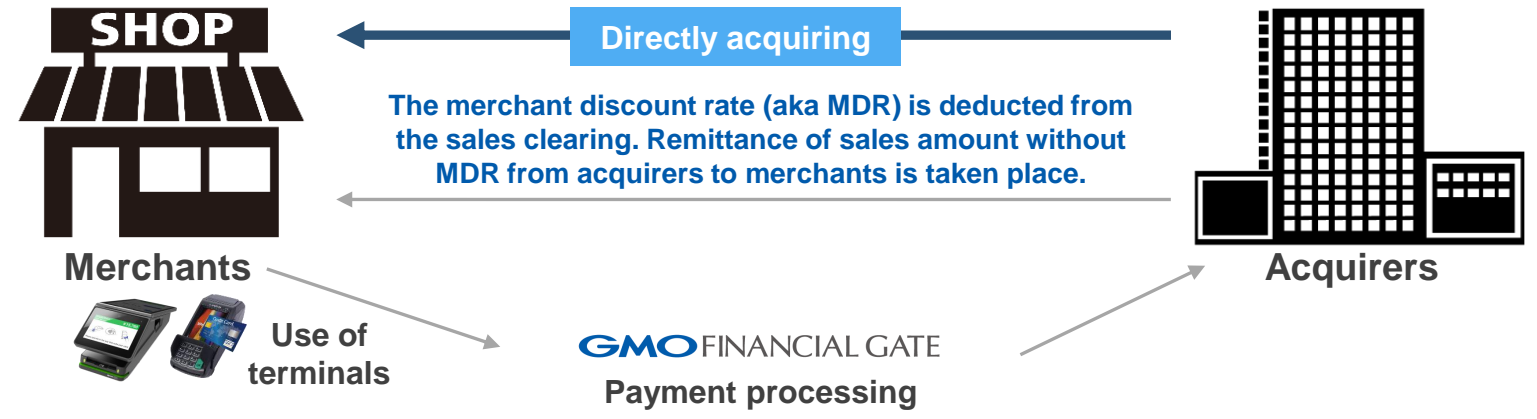 SHOP
Directly acquiring
The merchant discount rate (aka MDR) is deducted from
the sales clearing. Remittance of sales amount without
MDR from acquirers to merchants is taken place.
Merchants
Acquirers
Use of
terminals
GMO FINANCIAL GATE
Payment processing